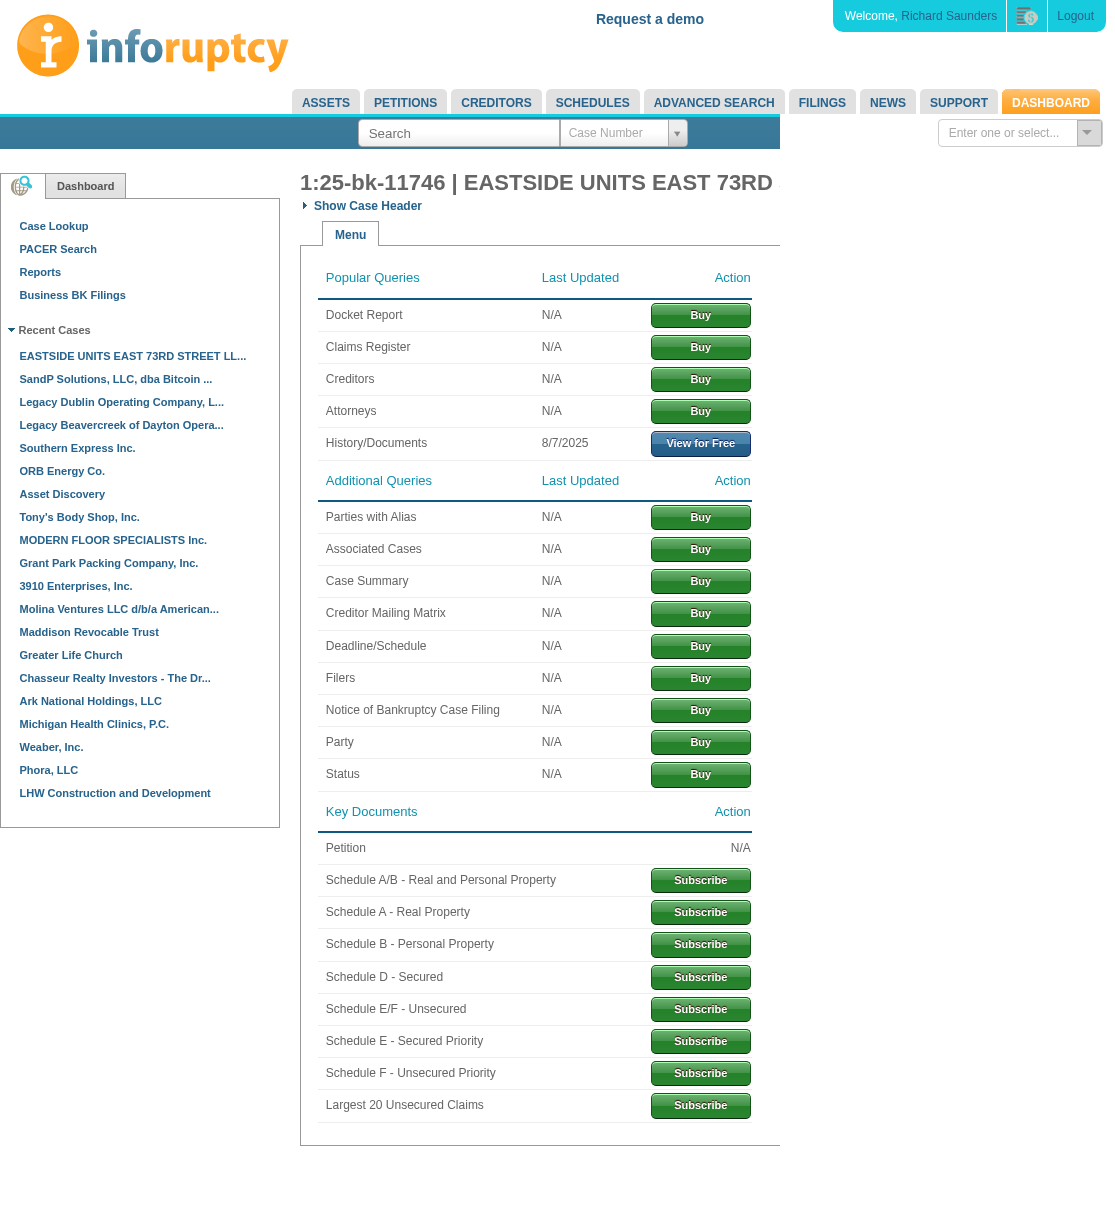 Request a demo
Welcome, Richard Saunders
Logout
inforuptcy
ASSETS
PETITIONS
CREDITORS
SCHEDULES
ADVANCED SEARCH
FILINGS
NEWS
SUPPORT
DASHBOARD
Search
Case Number
Enter one or select...
Dashboard
Case Lookup
PACER Search
Reports
Business BK Filings
Recent Cases
EASTSIDE UNITS EAST 73RD STREET LL...
SandP Solutions, LLC, dba Bitcoin ...
Legacy Dublin Operating Company, L...
Legacy Beavercreek of Dayton Opera...
Southern Express Inc.
ORB Energy Co.
Asset Discovery
Tony's Body Shop, Inc.
MODERN FLOOR SPECIALISTS Inc.
Grant Park Packing Company, Inc.
3910 Enterprises, Inc.
Molina Ventures LLC d/b/a American...
Maddison Revocable Trust
Greater Life Church
Chasseur Realty Investors - The Dr...
Ark National Holdings, LLC
Michigan Health Clinics, P.C.
Weaber, Inc.
Phora, LLC
LHW Construction and Development
1:25-bk-11746 | EASTSIDE UNITS EAST 73RD
Show Case Header
Menu
Popular Queries Last Updated Action
Docket Report N/A Buy
Claims Register N/A Buy
Creditors N/A Buy
Attorneys N/A Buy
History/Documents 8/7/2025 View for Free
Additional Queries Last Updated Action
Parties with Alias N/A Buy
Associated Cases N/A Buy
Case Summary N/A Buy
Creditor Mailing Matrix N/A Buy
Deadline/Schedule N/A Buy
Filers N/A Buy
Notice of Bankruptcy Case Filing N/A Buy
Party N/A Buy
Status N/A Buy
Key Documents Action
Petition N/A
Schedule A/B - Real and Personal Property Subscribe
Schedule A - Real Property Subscribe
Schedule B - Personal Property Subscribe
Schedule D - Secured Subscribe
Schedule E/F - Unsecured Subscribe
Schedule E - Secured Priority Subscribe
Schedule F - Unsecured Priority Subscribe
Largest 20 Unsecured Claims Subscribe